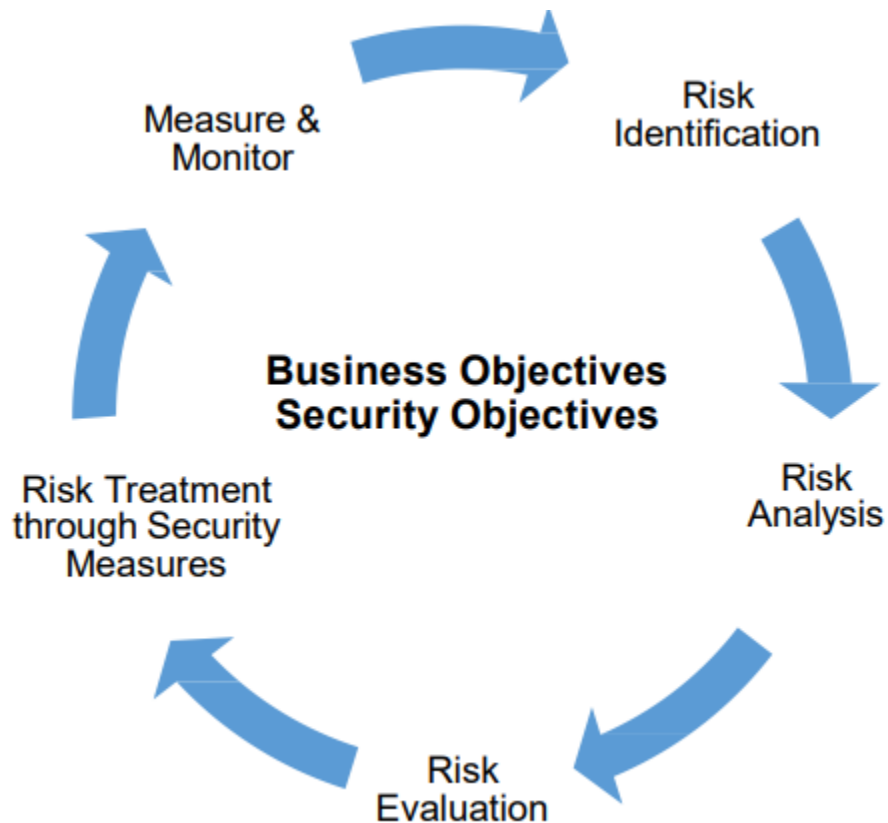 Measure &
Monitor
Risk
Identification
Business Objectives
Security Objectives
Risk
Analysis
Risk Treatment
through Security
Measures
Risk
Evaluation